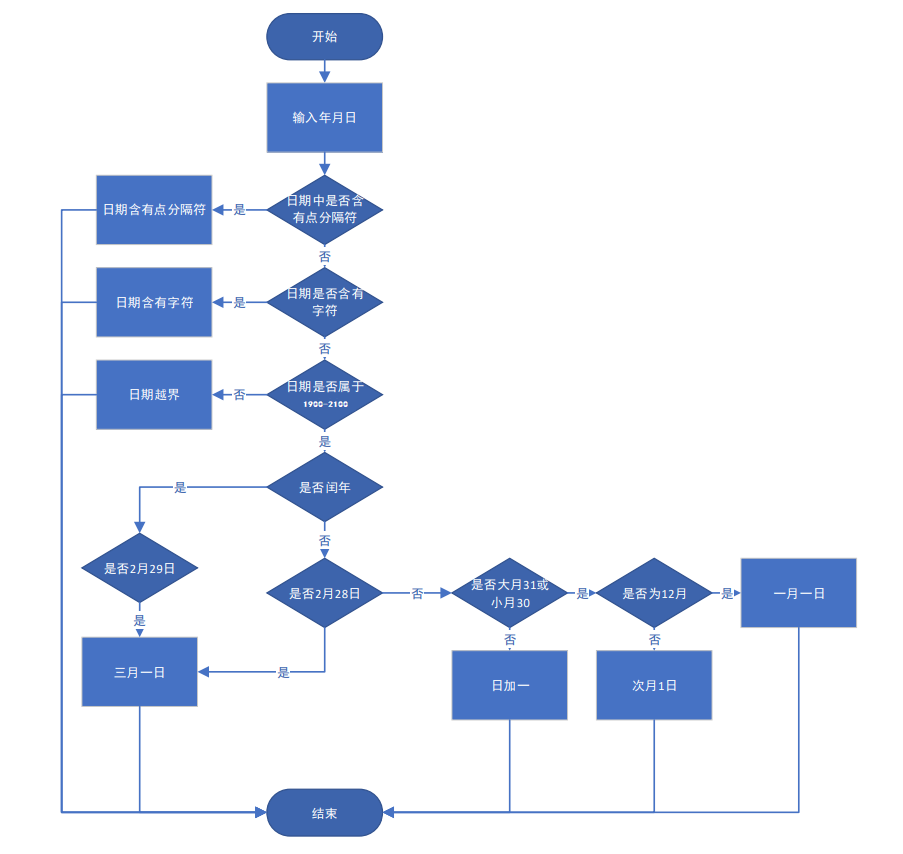 开始
输入年月日
日期中是否含
有点分隔符
是
日期含有点分隔符
否
日期是否含有
字符
是
日期含有字符
否
日期是否属于
1900-2100
否
日期越界
是
是否闰年
是
否
是否2月29日
是否2月28日
否
是否大月31或
小月30
是
是否为12月
是
一月一日
是
否
否
三月一日
是
日加一
次月1日
结束